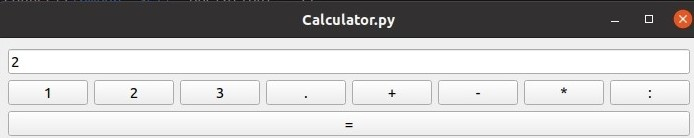 Calculator.py
2
1 2 3 . + - * :
=